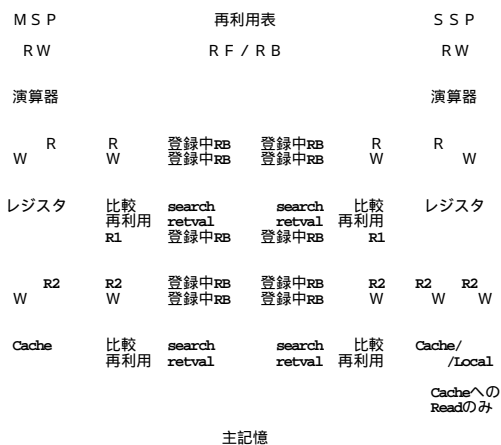 ＭＳＰ 再利用表 ＳＳＰ
ＲＷ ＲＦ／ＲＢ ＲＷ
演算器 演算器
Ｒ Ｒ 登録中RB 登録中RB Ｒ Ｒ
Ｗ Ｗ 登録中RB 登録中RB Ｗ Ｗ
レジスタ 比較 search search 比較 レジスタ
再利用 retval retval 再利用
R1 登録中RB 登録中RB R1
R2 R2 登録中RB 登録中RB R2 R2 R2
Ｗ Ｗ 登録中RB 登録中RB Ｗ Ｗ Ｗ
Cache 比較 search search 比較 Cache/
再利用 retval retval 再利用 /Local
Cacheへの
Readのみ
主記憶